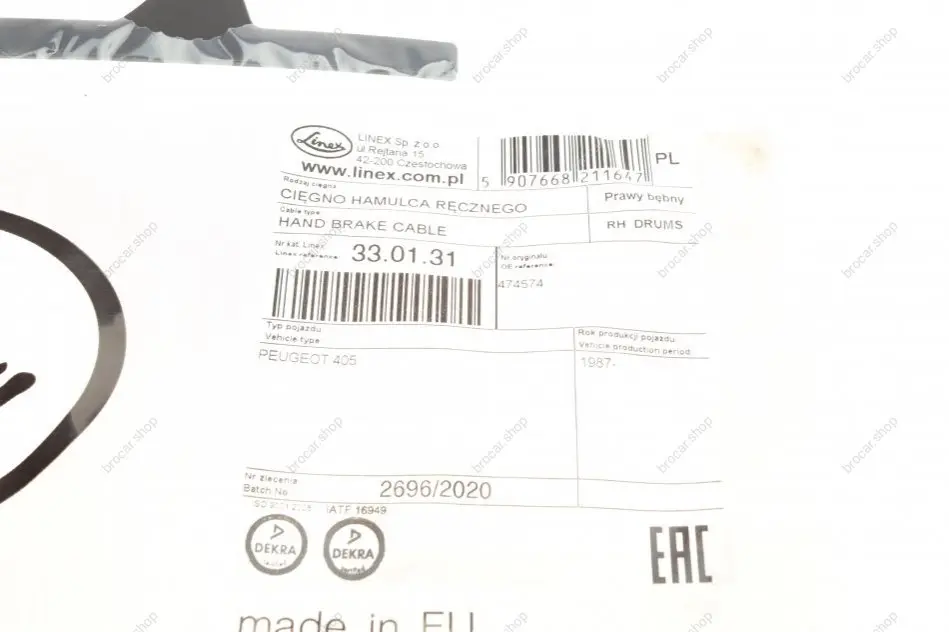 Linex
LINEX Sp. z o.o
ul Rejtana 15
42-200 Częstochowa
www.linex.com.pl
5 907668 211647
PL
Rodzaj cięgna
CIĘGNO HAMULCA RĘCZNEGO
Prawy bębny
Cable type
HAND BRAKE CABLE
RH DRUMS
Nr kat. Linex
Linex reference:
33.01.31
Nr oryginału
OE reference:
474574
Typ pojazdu
Vehicle type
PEUGEOT 405
Rok produkcji pojazdu
Vehicle production period
1987-
Nr zlecenia
Batch No
2696/2020
IATF 16949
DEKRA
DEKRA
EAC
made in EU
brocar.shop